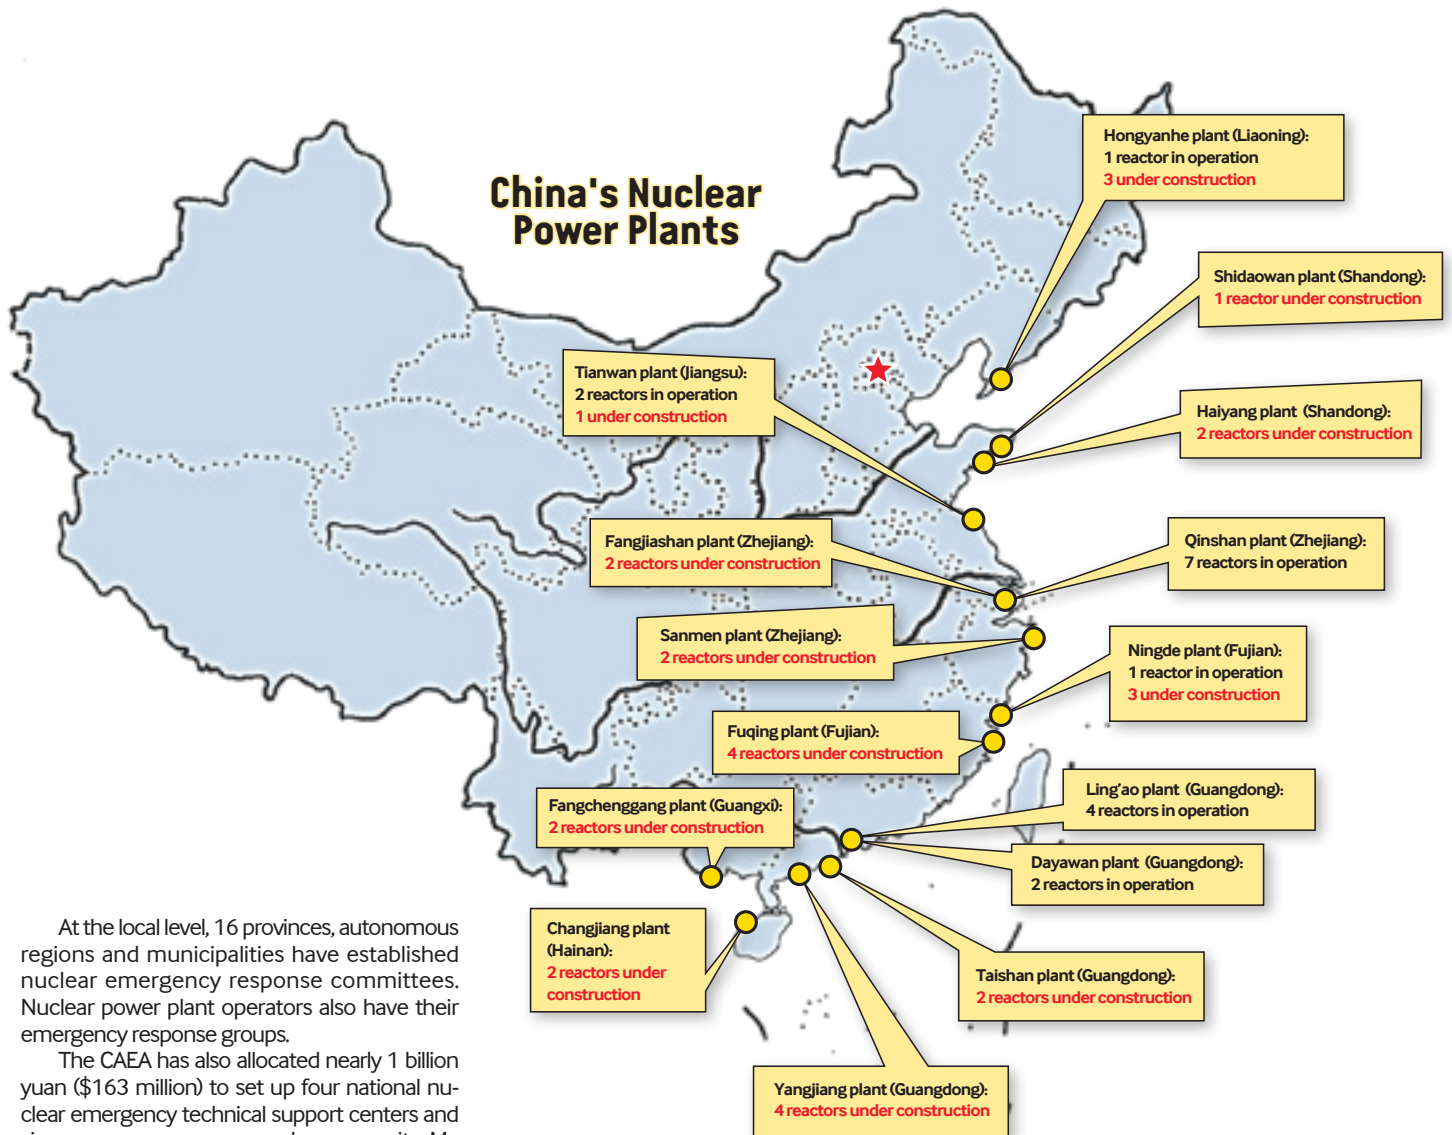 China's Nuclear
Power Plants
Hongyanhe plant (Liaoning):
1 reactor in operation
3 under construction
Shidaowan plant (Shandong):
1 reactor under construction
Tianwan plant (Jiangsu):
2 reactors in operation
1 under construction
Haiyang plant (Shandong):
2 reactors under construction
Fangjiashan plant (Zhejiang):
2 reactors under construction
Qinshan plant (Zhejiang):
7 reactors in operation
Sanmen plant (Zhejiang):
2 reactors under construction
Ningde plant (Fujian):
1 reactor in operation
3 under construction
Fuqing plant (Fujian):
4 reactors under construction
Ling'ao plant (Guangdong):
4 reactors in operation
Fangchenggang plant (Guangxi):
2 reactors under construction
Dayawan plant (Guangdong):
2 reactors in operation
Changjiang plant
(Hainan):
2 reactors under
construction
Taishan plant (Guangdong):
2 reactors under construction
Yangjiang plant (Guangdong):
4 reactors under construction
At the local level, 16 provinces, autonomous
regions and municipalities have established
nuclear emergency response committees.
Nuclear power plant operators also have their
emergency response groups.
The CAEA has also allocated nearly 1 billion
yuan ($163 million) to set up four national nu-
clear emergency technical support centers and